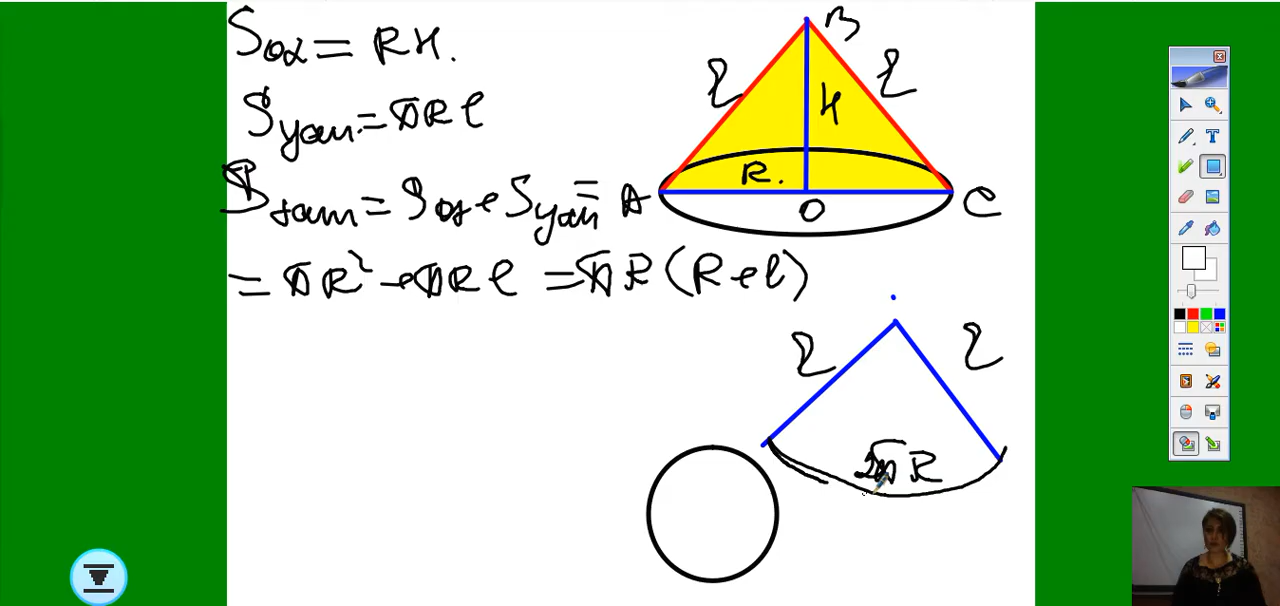 Sox = RH.
Syan. = πRl
Stam = Sot + Syan =
= πR² + πRl = πR(R+l)
B
l
l
H
R.
A
O
C
l
l
2πR
T